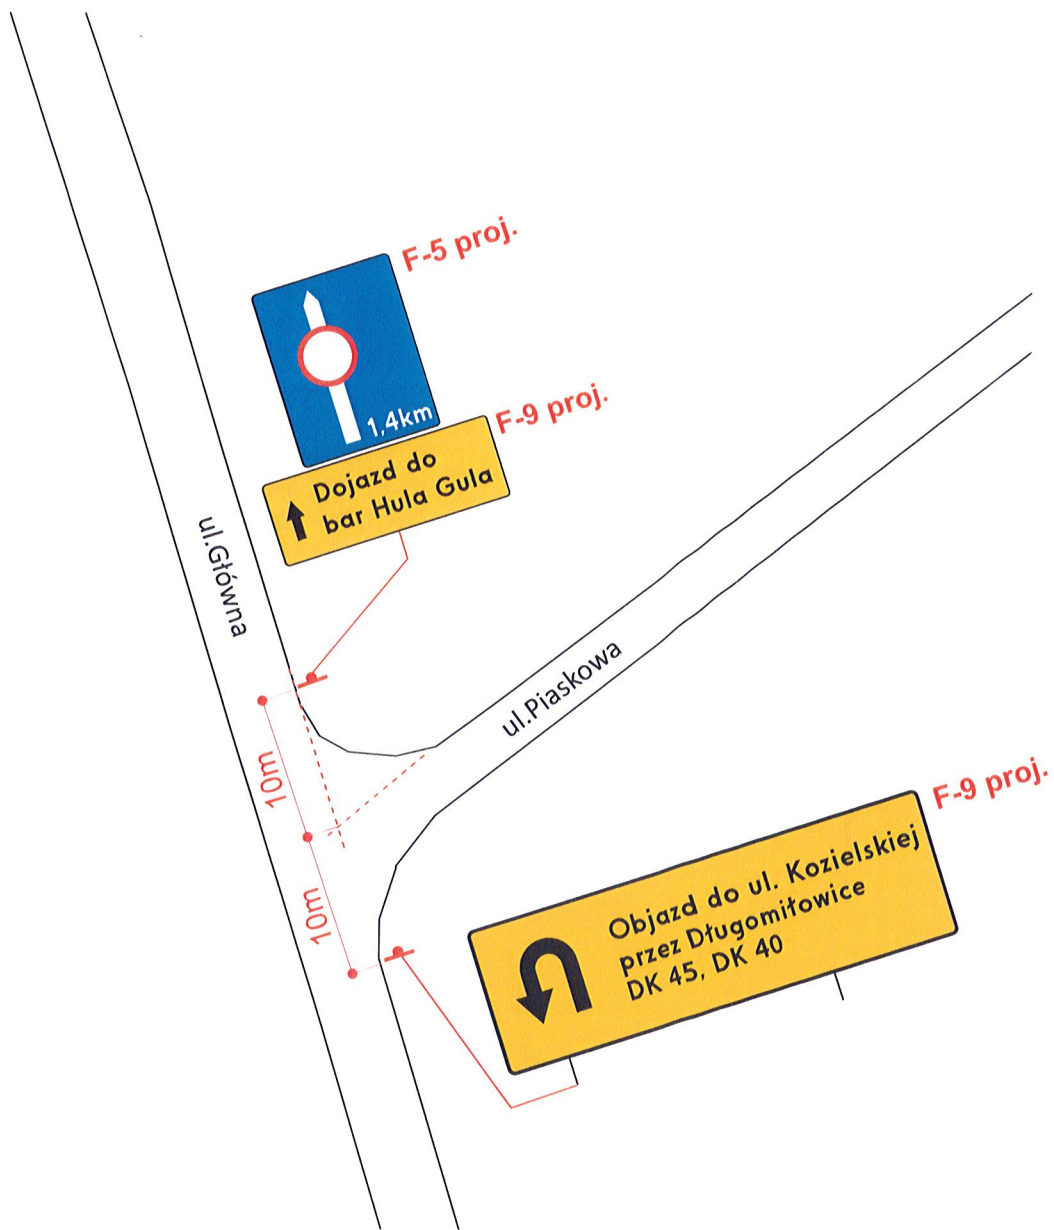 F-5 proj.
1,4km
F-9 proj.
Dojazd do
bar Hula Gula
ul.Główna
ul.Piaskowa
10m
10m
F-9 proj.
Objazd do ul. Kozielskiej
przez Długomiłowice
DK 45, DK 40